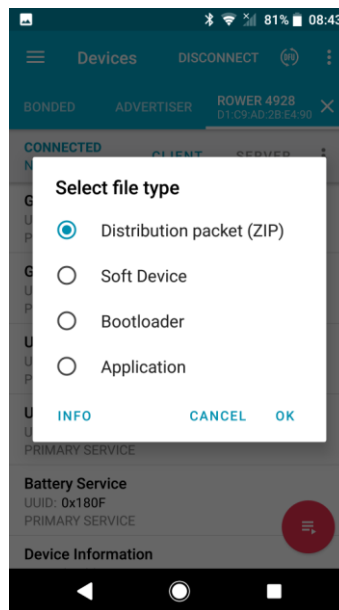 81% 08:43
Devices DISCONNECT DFU
BONDED ADVERTISER ROWER 4928
D1:C9:AD:2B:E4:90
CONNECTED
N CLIENT SERVER
Select file type
G
U
P
Distribution packet (ZIP)
G
U
P
Soft Device
Bootloader
U
U
P
Application
U
U
INFO CANCEL OK
PRIMARY SERVICE
Battery Service
UUID: 0x180F
PRIMARY SERVICE
Device Information